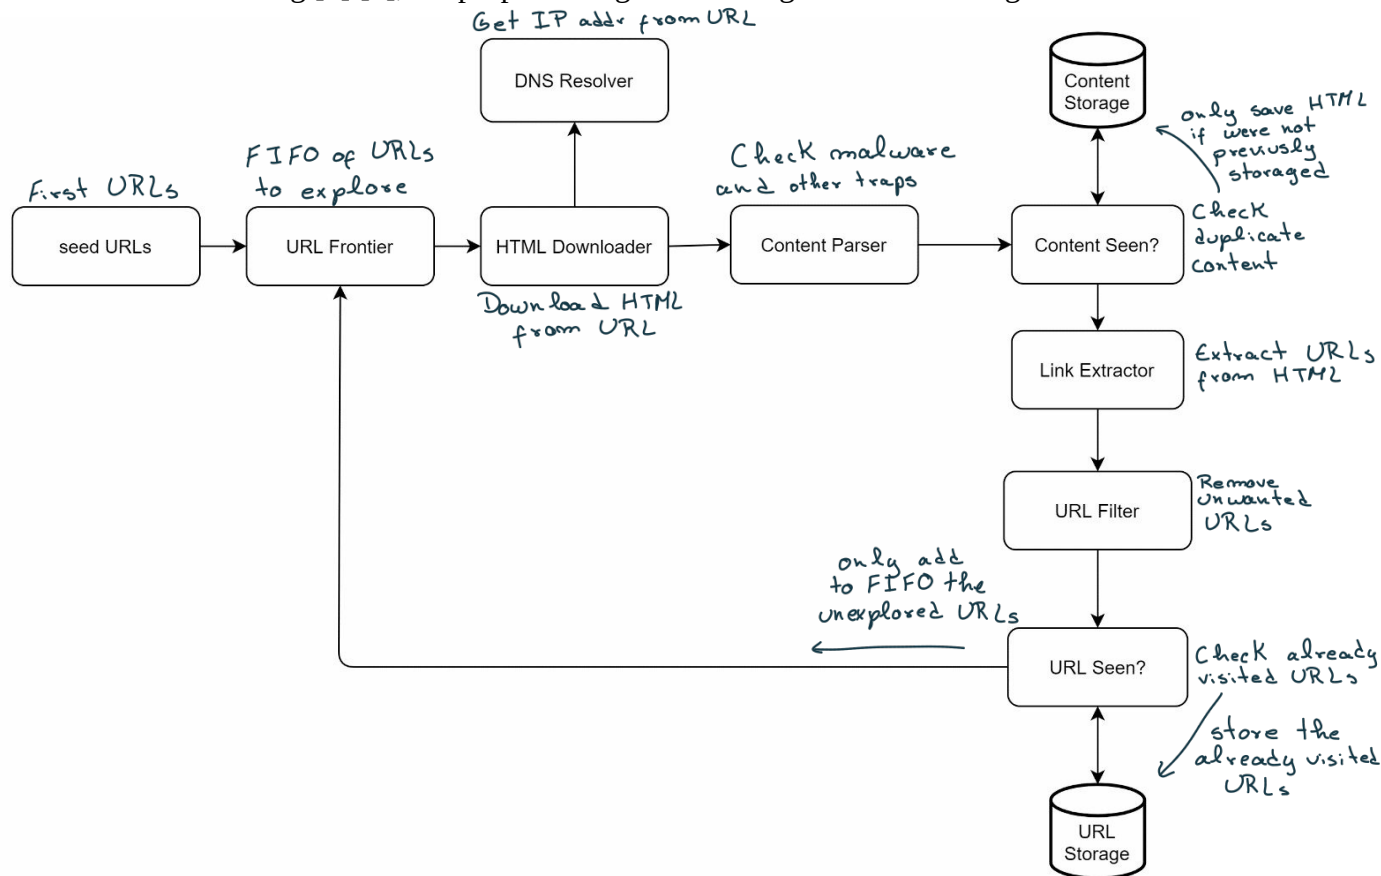 Get IP addr from URL
DNS Resolver
Content
Storage
only save HTML
if were not
previusly
storaged
FIFO of URLs
to explore
Check malware
and other traps
First URLs
seed URLs
URL Frontier
HTML Downloader
Content Parser
Content Seen?
Check
duplicate
content
Download HTML
from URL
Link Extractor
Extract URLs
from HTML
URL Filter
Remove
unwanted
URLs
only add
to FIFO the
unexplored URLs
URL Seen?
Check already
visited URLs
store the
already visited
URLs
URL
Storage